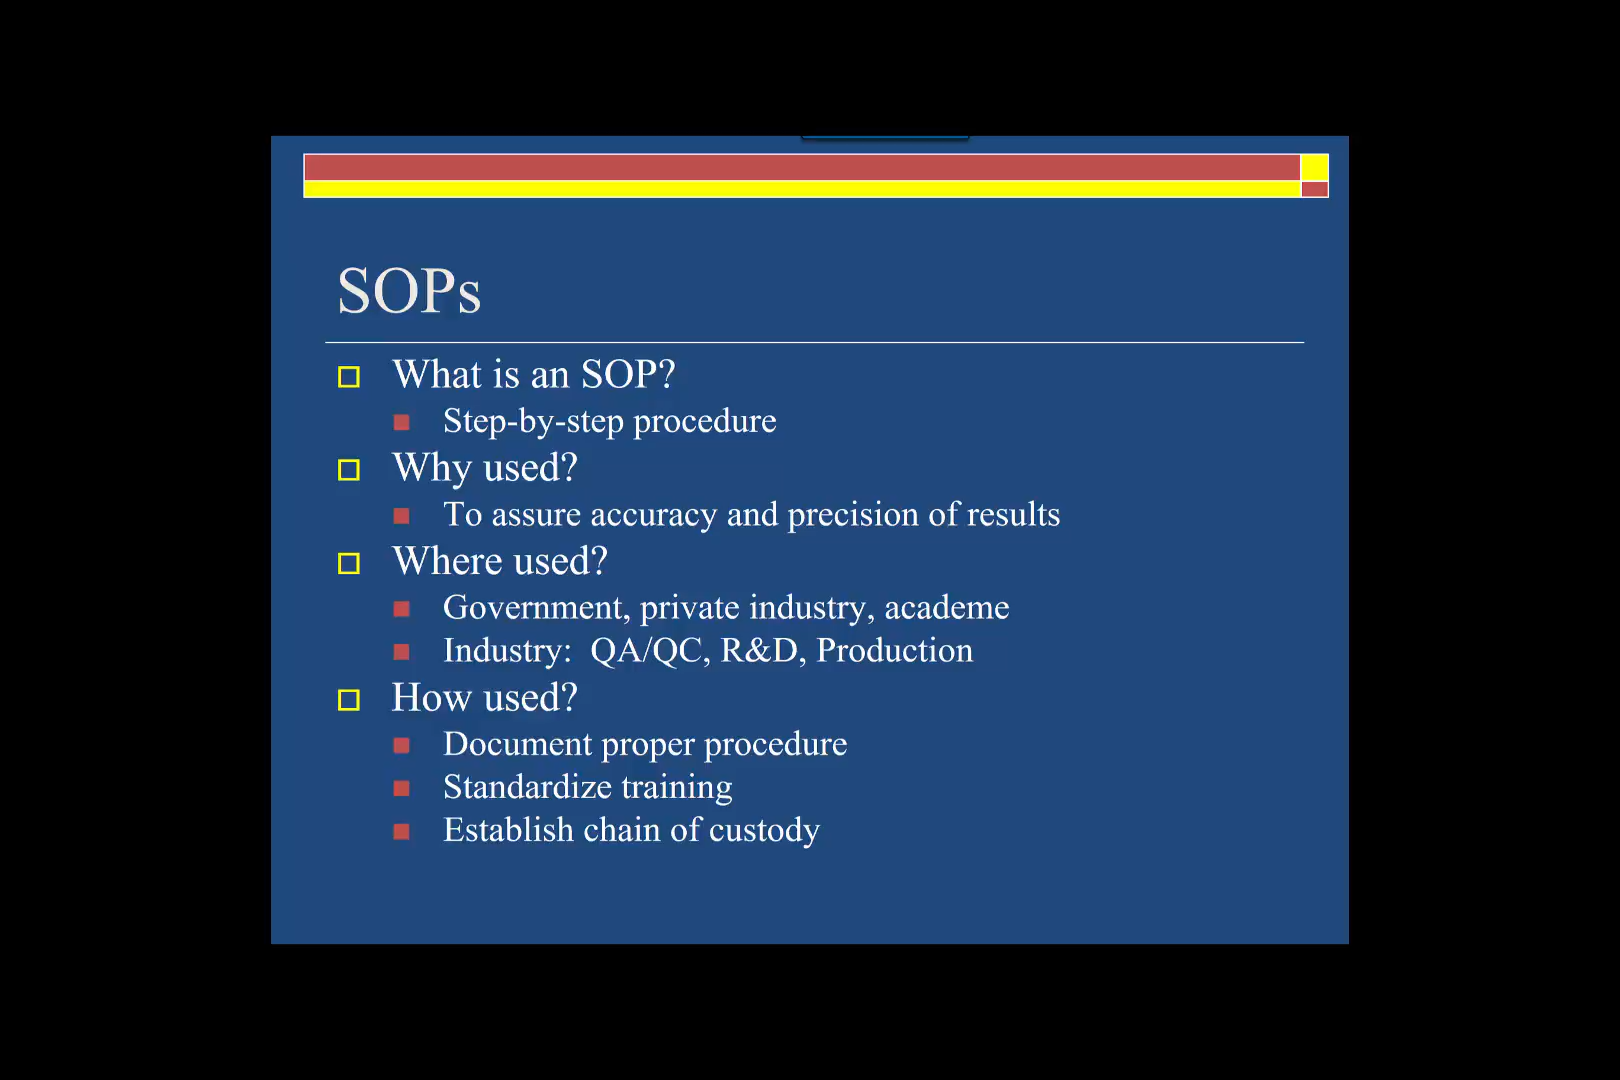 SOPs
What is an SOP?
Step-by-step procedure
Why used?
To assure accuracy and precision of results
Where used?
Government, private industry, academe
Industry:  QA/QC, R&D, Production
How used?
Document proper procedure
Standardize training
Establish chain of custody